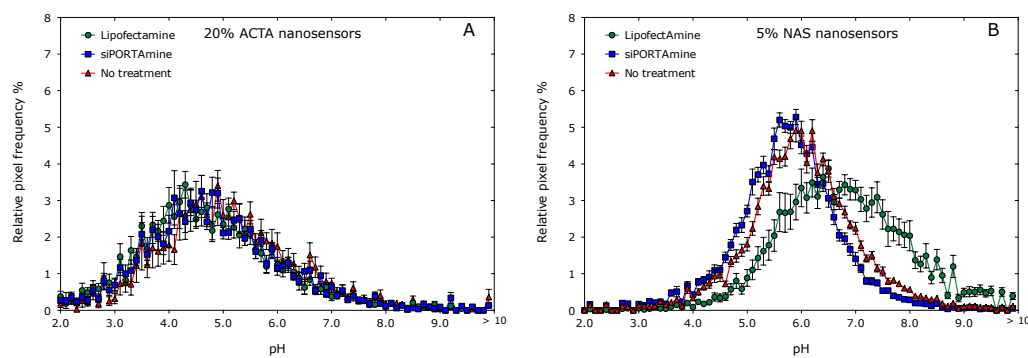 20% ACTA nanosensors
A
Lipofectamine
siPORTAmine
No treatment
Relative pixel frequency %
8
7
6
5
4
3
2
1
0
2.0 3.0 4.0 5.0 6.0 7.0 8.0 9.0 > 10
pH
5% NAS nanosensors
B
LipofectAmine
siPORTAmine
No treatment
Relative pixel frequency %
8
7
6
5
4
3
2
1
0
2.0 3.0 4.0 5.0 6.0 7.0 8.0 9.0 > 10
pH